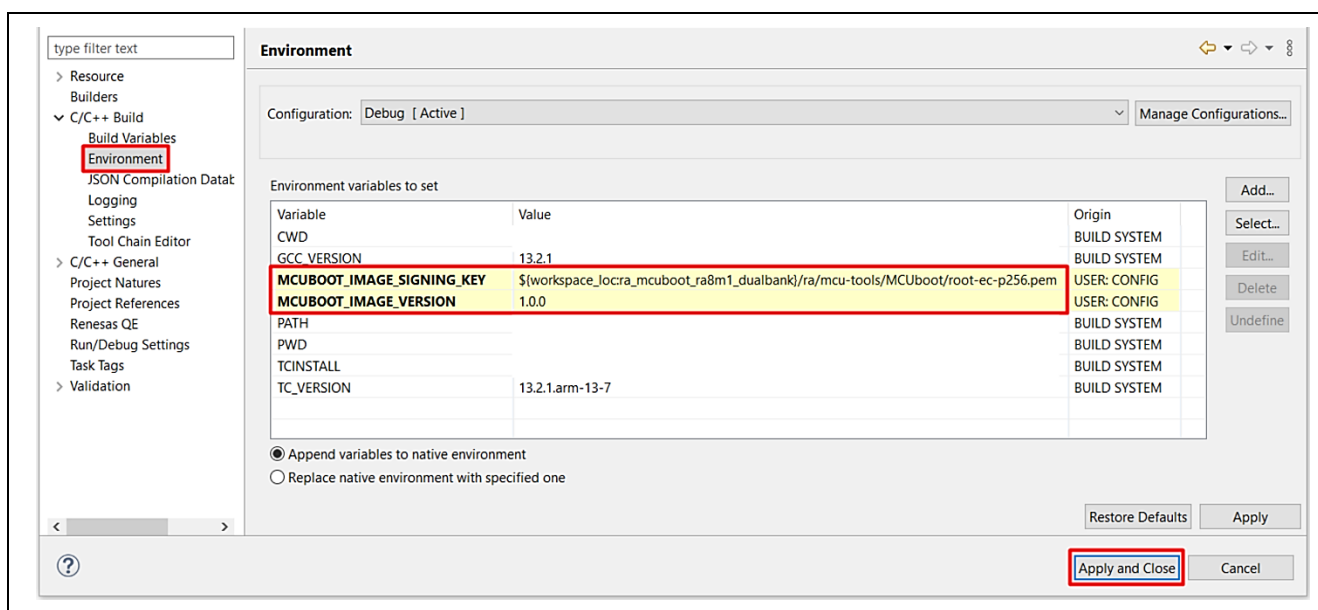 type filter text
Environment
Resource
Builders
C/C++ Build
Build Variables
Environment
JSON Compilation Datab
Logging
Settings
Tool Chain Editor
C/C++ General
Project Natures
Project References
Renesas QE
Run/Debug Settings
Task Tags
Validation
Configuration: Debug [ Active ] Manage Configurations...
Environment variables to set
Variable Value Origin
CWD BUILD SYSTEM
GCC_VERSION 13.2.1 BUILD SYSTEM
MCUBOOT_IMAGE_SIGNING_KEY ${workspace_loc:ra_mcuboot_ra8m1_dualbank}/ra/mcu-tools/MCUboot/root-ec-p256.pem USER: CONFIG
MCUBOOT_IMAGE_VERSION 1.0.0 USER: CONFIG
PATH BUILD SYSTEM
PWD BUILD SYSTEM
TCINSTALL BUILD SYSTEM
TC_VERSION 13.2.1.arm-13-7 BUILD SYSTEM
Add...
Select...
Edit...
Delete
Undefine
Append variables to native environment
Replace native environment with specified one
Restore Defaults Apply
? Apply and Close Cancel